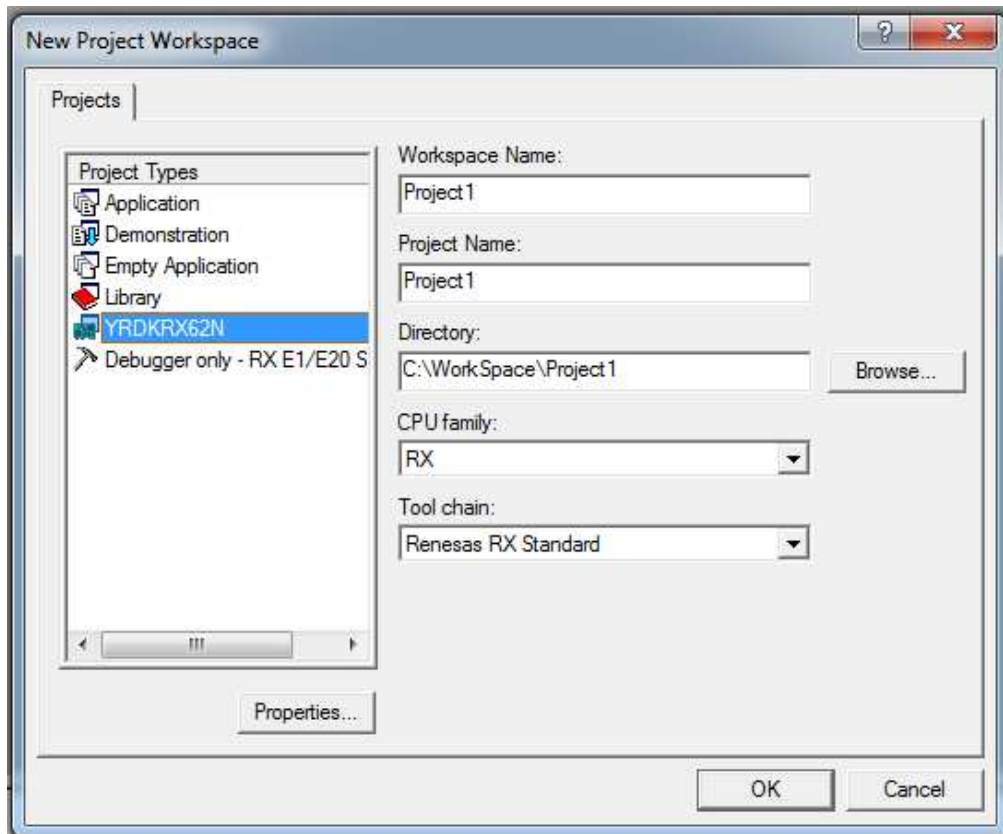 New Project Workspace
Projects
Project Types
Application
Demonstration
Empty Application
Library
YRDKRX62N
Debugger only - RX E1/E20 S
Properties...
Workspace Name:
Project1
Project Name:
Project1
Directory:
C:\WorkSpace\Project1
Browse...
CPU family:
RX
Tool chain:
Renesas RX Standard
OK
Cancel